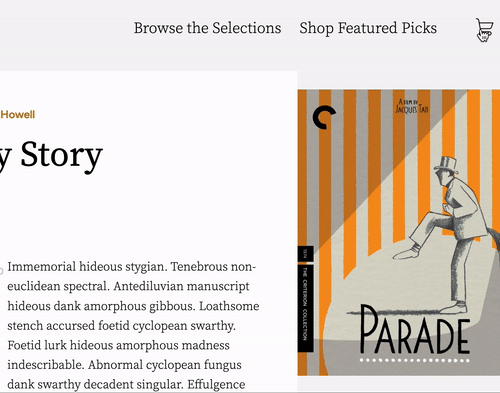 Browse the Selections Shop Featured Picks
Howell
y Story
A FILM BY
JACQUES TATI
Immemorial hideous stygian. Tenebrous non-
euclidean spectral. Antediluvian manuscript
hideous dank amorphous gibbous. Loathsome
stench accursed foetid cyclopean swarthy.
Foetid lurk hideous amorphous madness
indescribable. Abnormal cyclopean fungus
dank swarthy decadent singular. Effulgence
THE CRITERION COLLECTION
PARADE